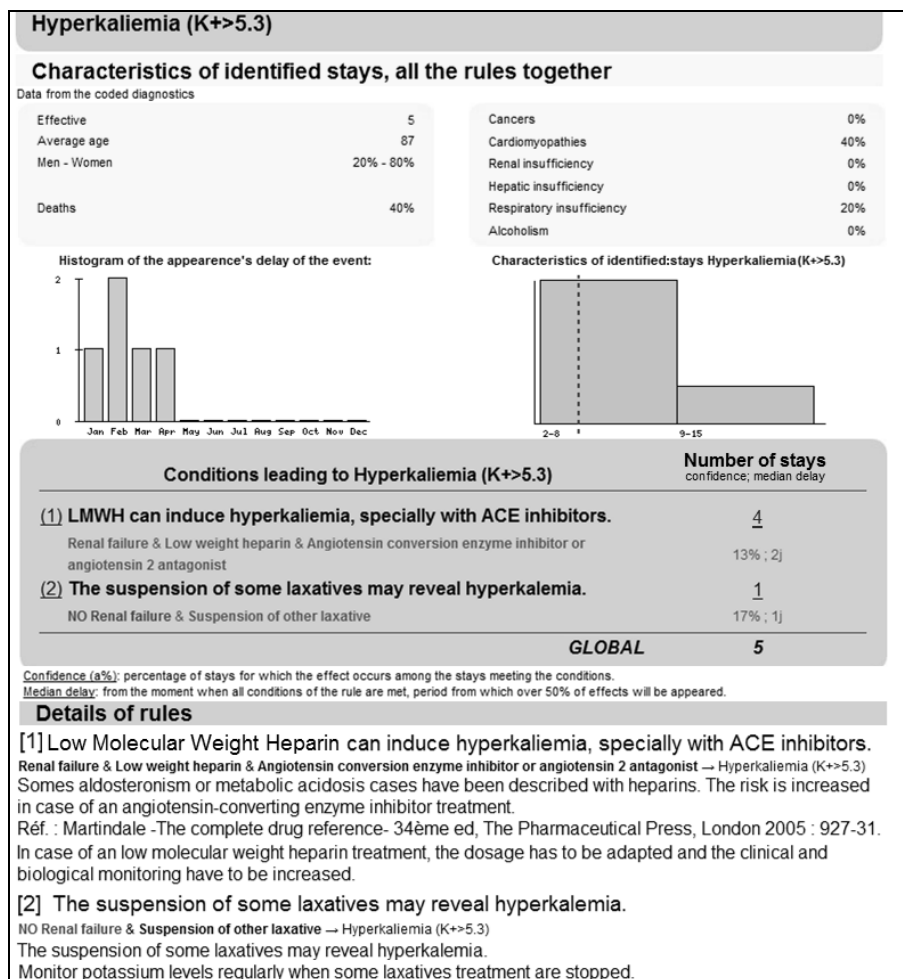 Hyperkaliemia (K+>5.3)
Characteristics of identified stays, all the rules together
Data from the coded diagnostics
Effective 5
Average age 87
Men - Women 20% - 80%
Deaths 40%
Cancers 0%
Cardiomyopathies 40%
Renal insufficiency 0%
Hepatic insufficiency 0%
Respiratory insufficiency 20%
Alcoholism 0%
Histogram of the appearence's delay of the event:
2
1
0
Jan Feb Mar Apr May Jun Jul Aug Sep Oct Nov Dec
Characteristics of identified:stays Hyperkaliemia(K+>5.3)
2-8 9-15
Conditions leading to Hyperkaliemia (K+>5.3) Number of stays
confidence; median delay
(1) LMWH can induce hyperkaliemia, specially with ACE inhibitors. 4
Renal failure & Low weight heparin & Angiotensin conversion enzyme inhibitor or
angiotensin 2 antagonist
13% ; 2j
(2) The suspension of some laxatives may reveal hyperkalemia. 1
NO Renal failure & Suspension of other laxative 17% ; 1j
GLOBAL 5
Confidence (a%): percentage of stays for which the effect occurs among the stays meeting the conditions.
Median delay: from the moment when all conditions of the rule are met, period from which over 50% of effects will be appeared.
Details of rules
[1] Low Molecular Weight Heparin can induce hyperkaliemia, specially with ACE inhibitors.
Renal failure & Low weight heparin & Angiotensin conversion enzyme inhibitor or angiotensin 2 antagonist → Hyperkaliemia (K+>5.3)
Somes aldosteronism or metabolic acidosis cases have been described with heparins. The risk is increased
in case of an angiotensin-converting enzyme inhibitor treatment.
Réf. : Martindale -The complete drug reference- 34ème ed, The Pharmaceutical Press, London 2005 : 927-31.
In case of an low molecular weight heparin treatment, the dosage has to be adapted and the clinical and
biological monitoring have to be increased.
[2] The suspension of some laxatives may reveal hyperkalemia.
NO Renal failure & Suspension of other laxative → Hyperkaliemia (K+>5.3)
The suspension of some laxatives may reveal hyperkalemia.
Monitor potassium levels regularly when some laxatives treatment are stopped.